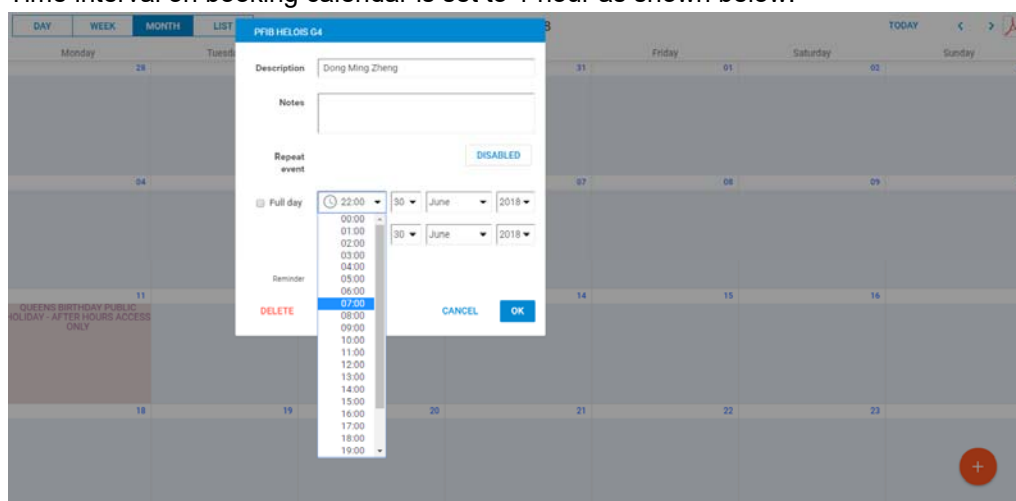 Time interval on booking calendar is set to 1 hour as shown below.
DAY WEEK MONTH LIST TODAY < >
PFIB HELOIS G4
Monday Friday Saturday Sunday
Description Dong Ming Zheng
28 31 01 02
Notes
Repeat event DISABLED
04 07 08 09
Full day 22:00 30 June 2018
00:00
01:00
30 June 2018
02:00
03:00
04:00
Reminder 05:00
06:00
11 14 15 16
QUEENS BIRTHDAY PUBLIC
HOLIDAY - AFTER HOURS ACCESS
ONLY
07:00
DELETE 08:00 CANCEL OK
09:00
10:00
11:00
12:00
13:00
14:00
15:00
18 19 20 21 22 23
16:00
17:00
18:00
19:00
+